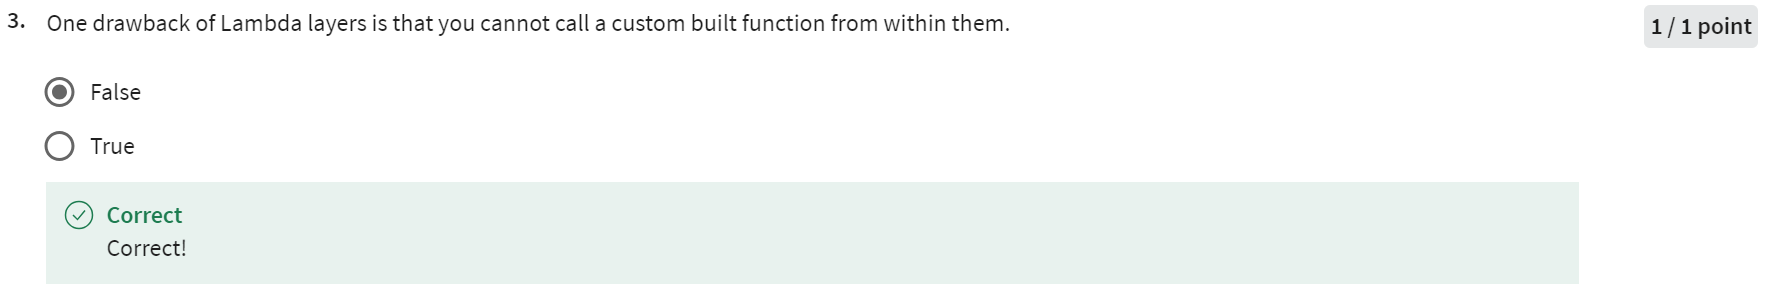 3. One drawback of Lambda layers is that you cannot call a custom built function from within them.
1 / 1 point
False
True
Correct
Correct!